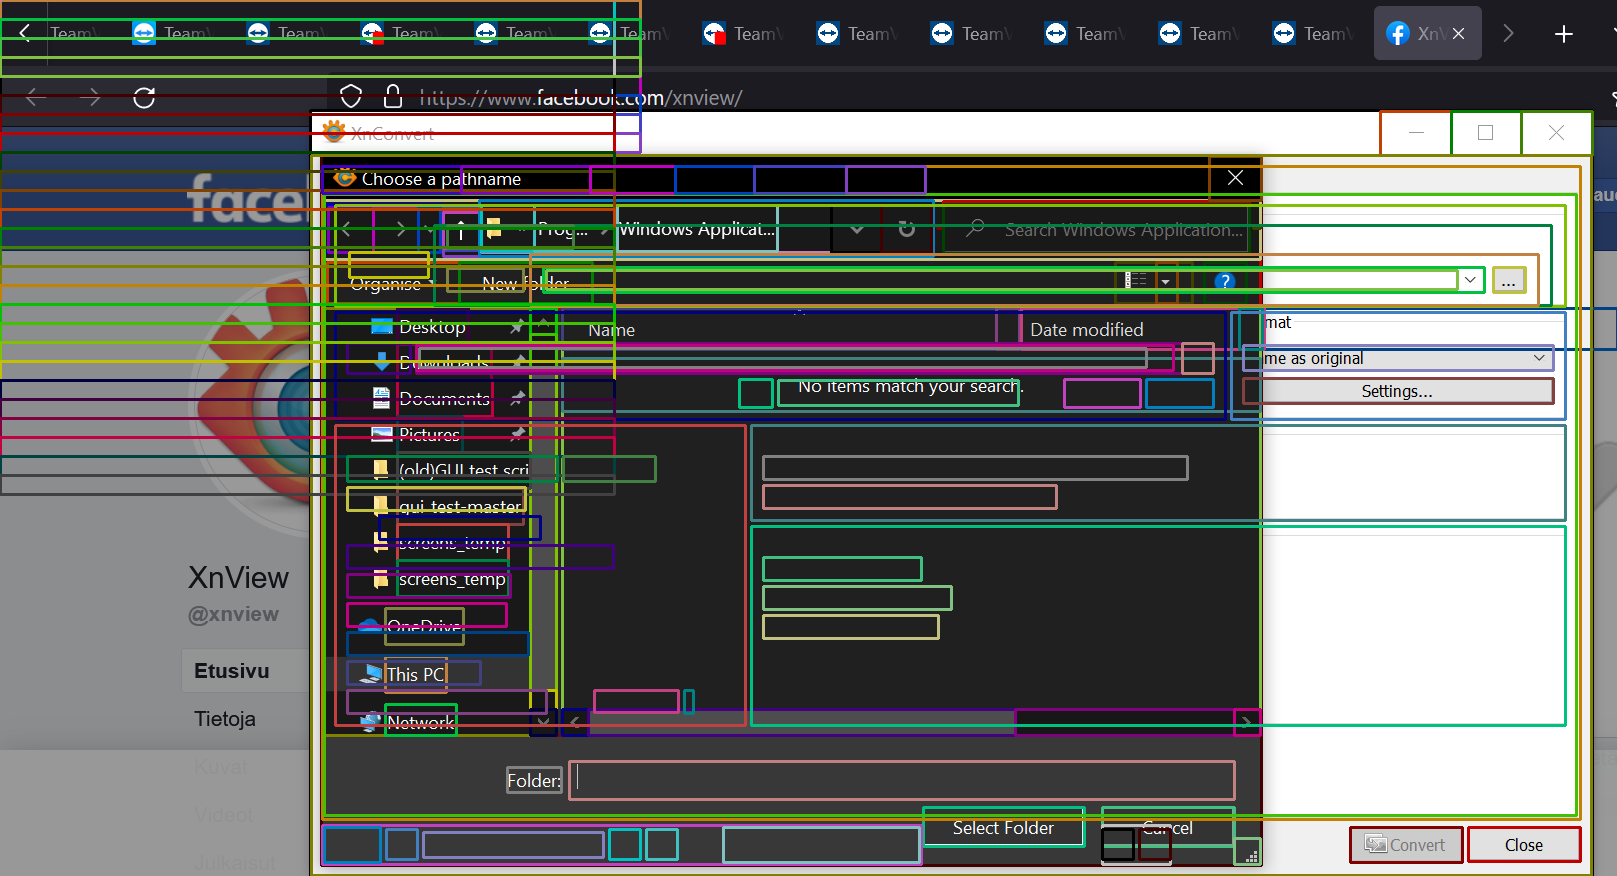 Team Team Team Team Team Team Team Team Team Team Team Team XnV
https://www.facebook.com/xnview/
XnConvert
Choose a pathname
Prog... Windows Applicat... Search Windows Application...
Organise New folder ? ...
Desktop
Name Date modified
mat
Downloads
me as original
No items match your search.
Documents
Settings...
Pictures
(old)GUI test scri
gui_test-master
screens_temp
screens_temp
XnView
@xnview
OneDrive
Etusivu
This PC
Tietoja
Network
Kuvat
Folder:
Videot
Select Folder Cancel
Convert Close
Julkaisut